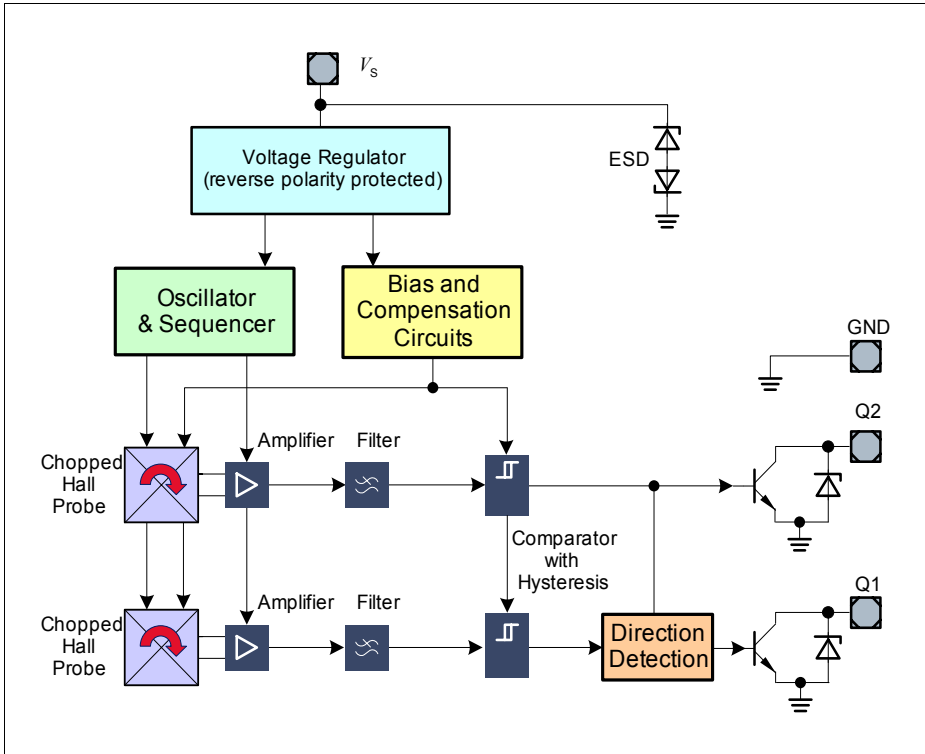 VS
Voltage Regulator
(reverse polarity protected)
ESD
Oscillator
& Sequencer
Bias and
Compensation
Circuits
GND
Q2
Chopped
Hall
Probe
Amplifier
Filter
Comparator
with
Hysteresis
Chopped
Hall
Probe
Amplifier
Filter
Direction
Detection
Q1